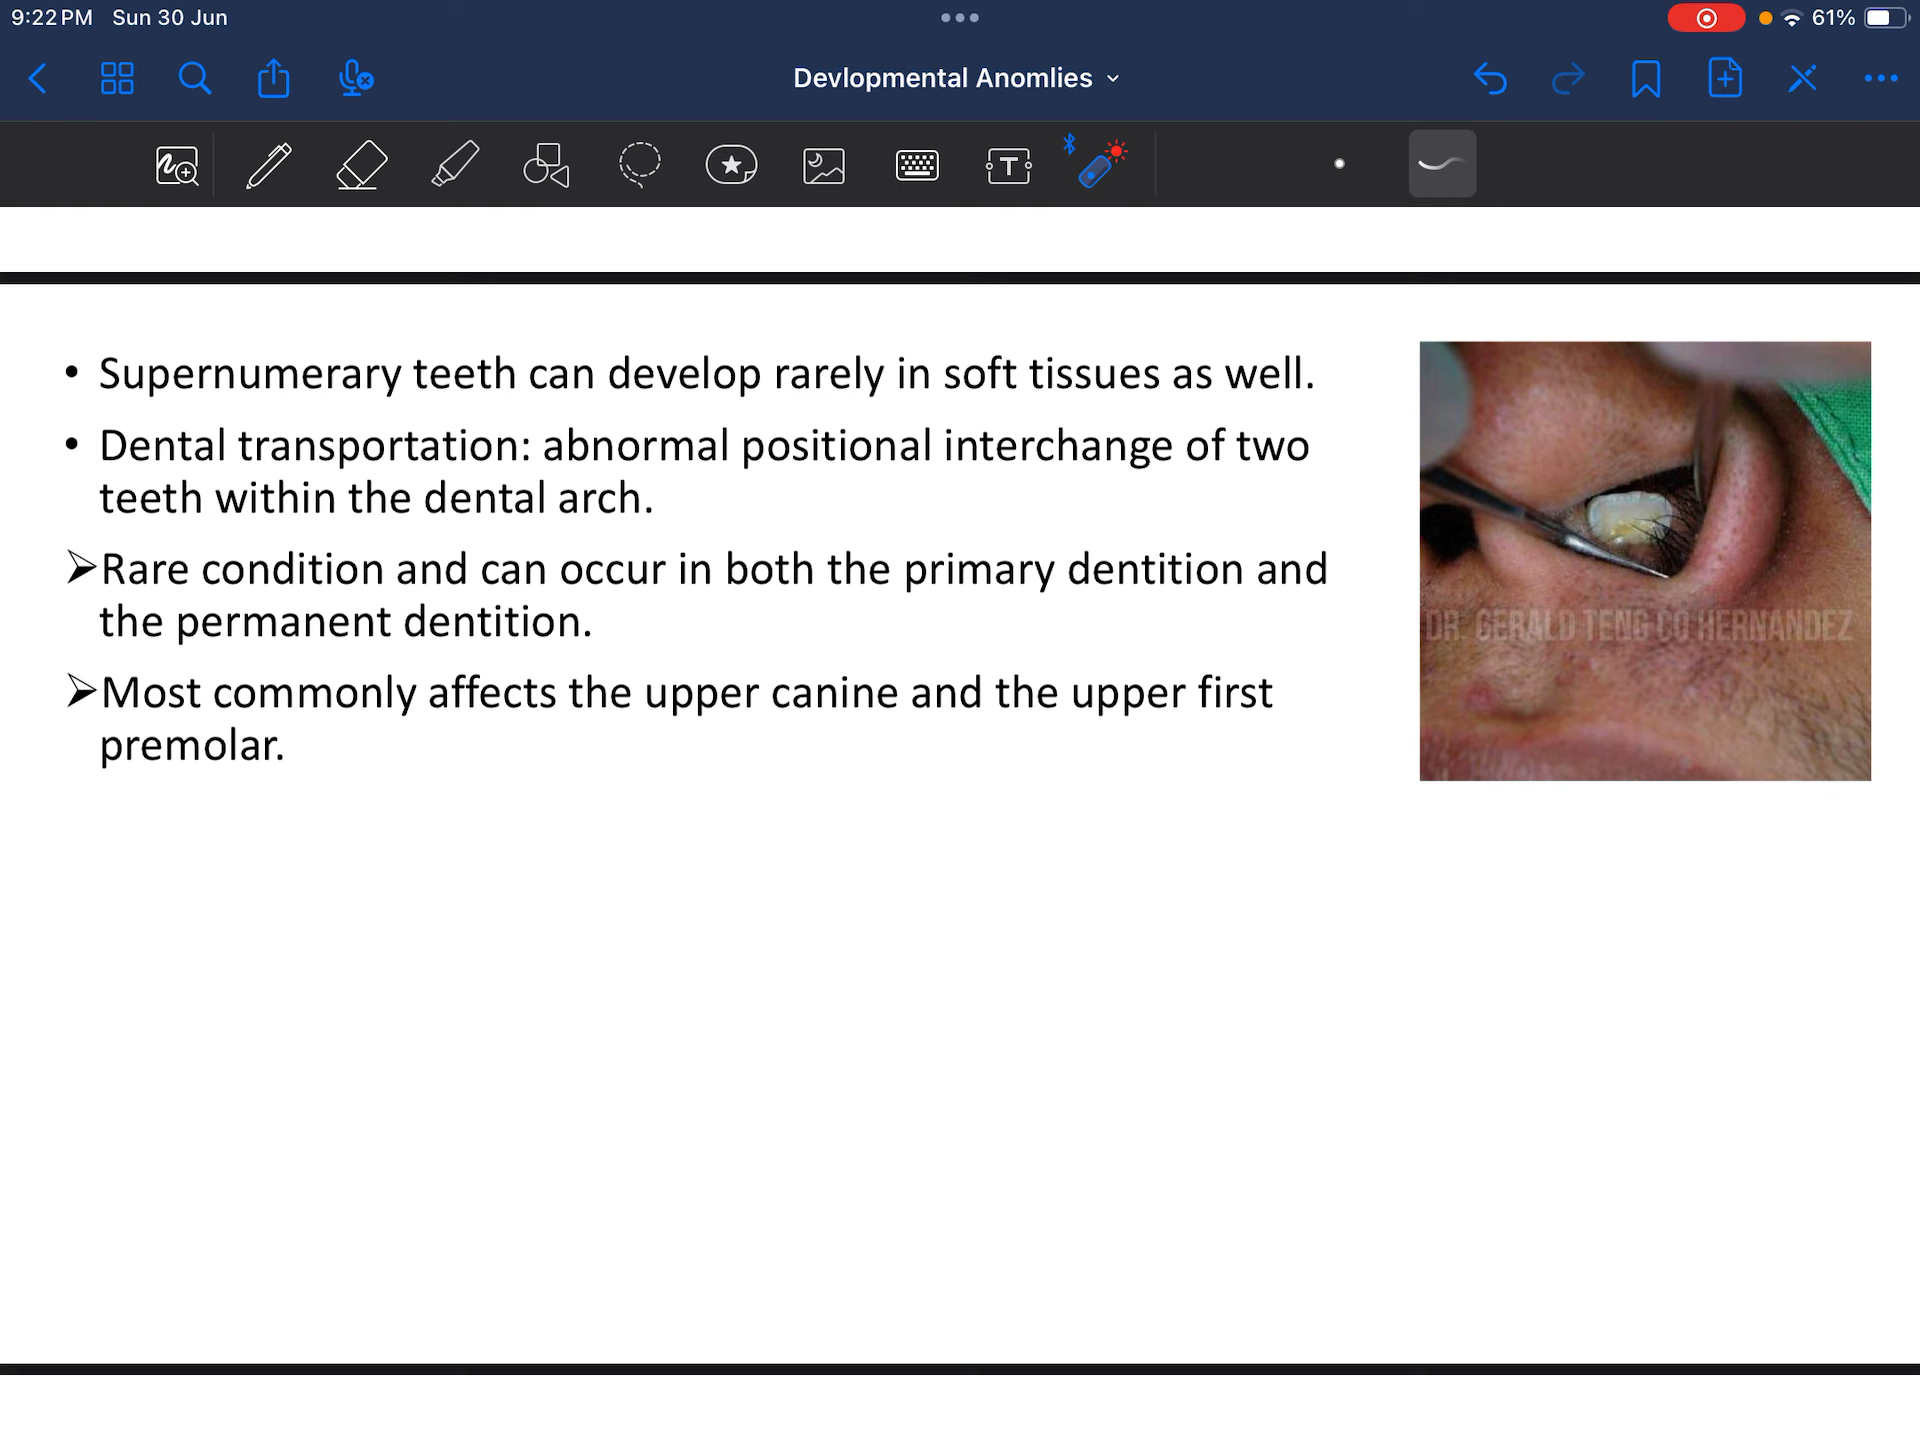 9:22 PM Sun 30 Jun
61%
Devlopmental Anomlies
T
• Supernumerary teeth can develop rarely in soft tissues as well.
• Dental transportation: abnormal positional interchange of two
teeth within the dental arch.
➢Rare condition and can occur in both the primary dentition and
the permanent dentition.
➢Most commonly affects the upper canine and the upper first
premolar.
DR. GERALD TENG CO HERNANDEZ